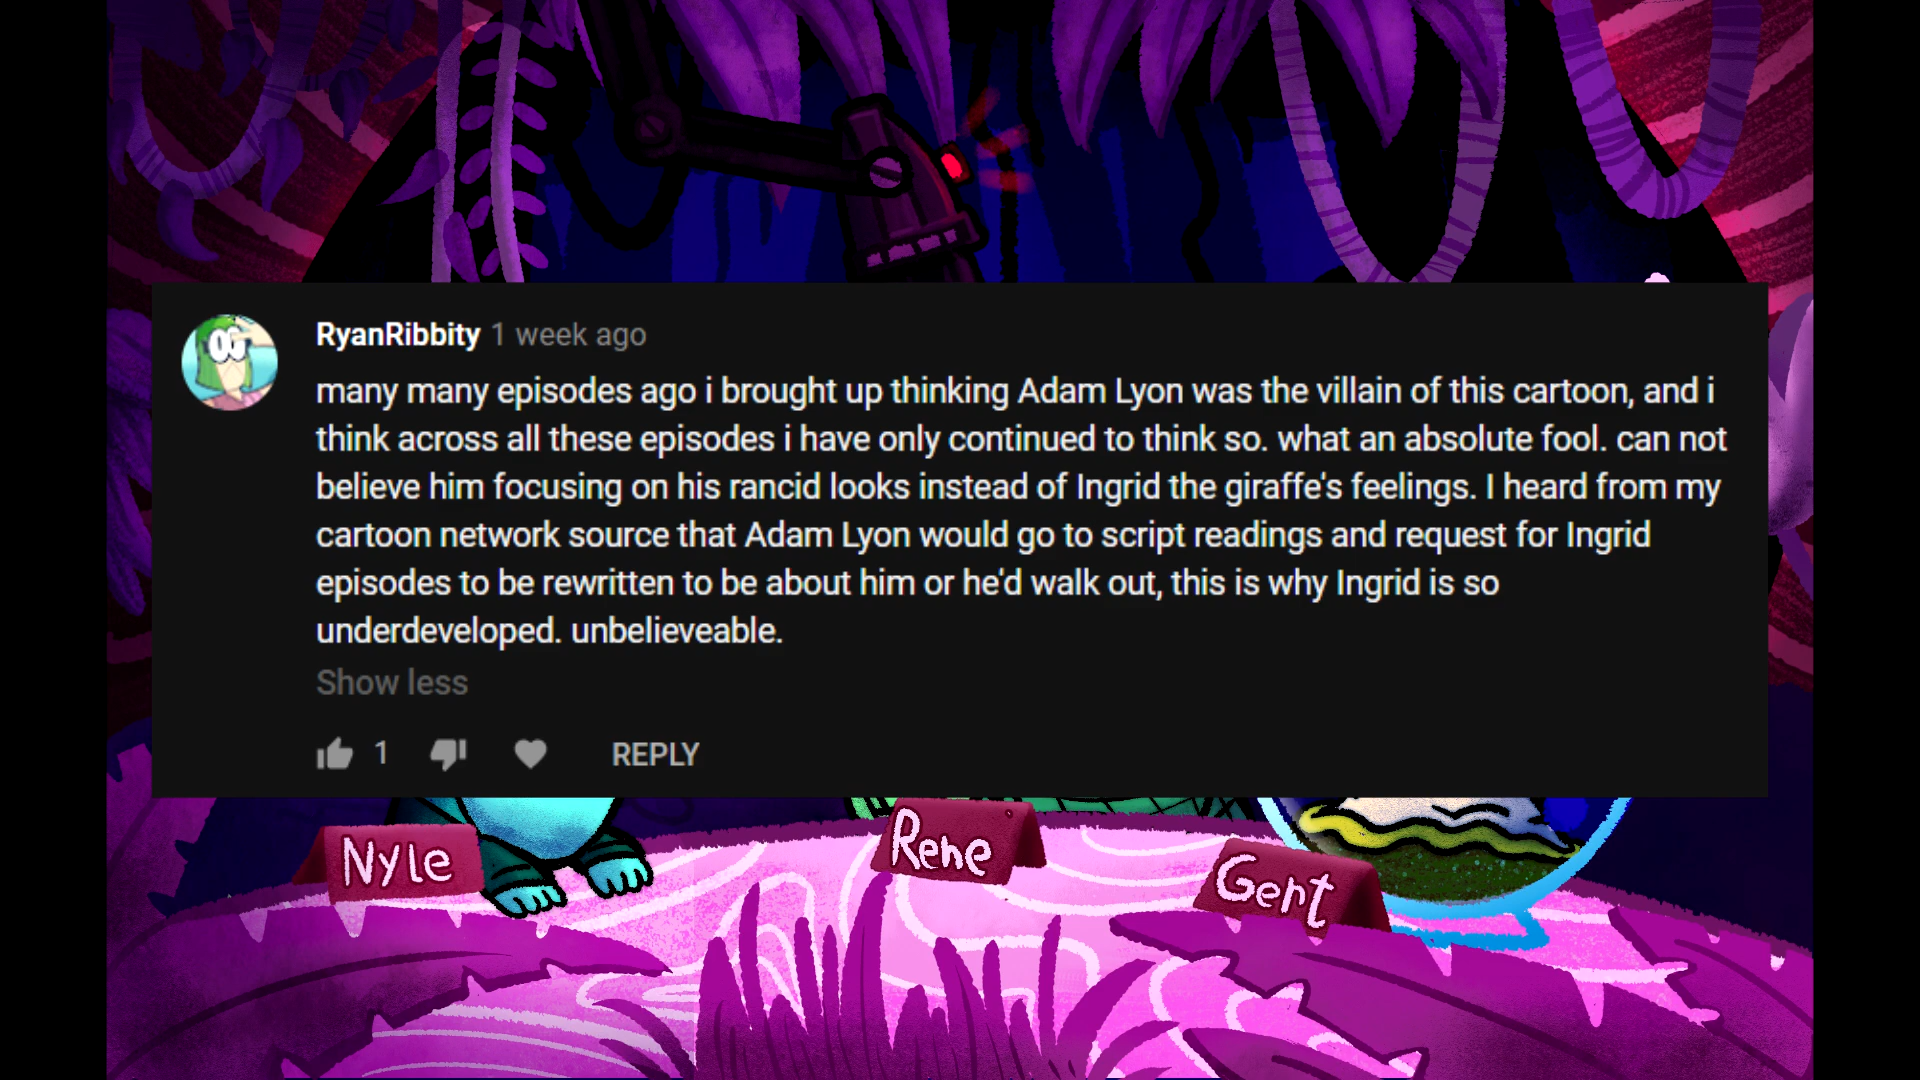 RyanRibbity 1 week ago
many many episodes ago i brought up thinking Adam Lyon was the villain of this cartoon, and i
think across all these episodes i have only continued to think so. what an absolute fool. can not
believe him focusing on his rancid looks instead of Ingrid the giraffe's feelings. I heard from my
cartoon network source that Adam Lyon would go to script readings and request for Ingrid
episodes to be rewritten to be about him or he'd walk out, this is why Ingrid is so
underdeveloped. unbelieveable.
Show less
1 REPLY
Nyle
Rene
Gent